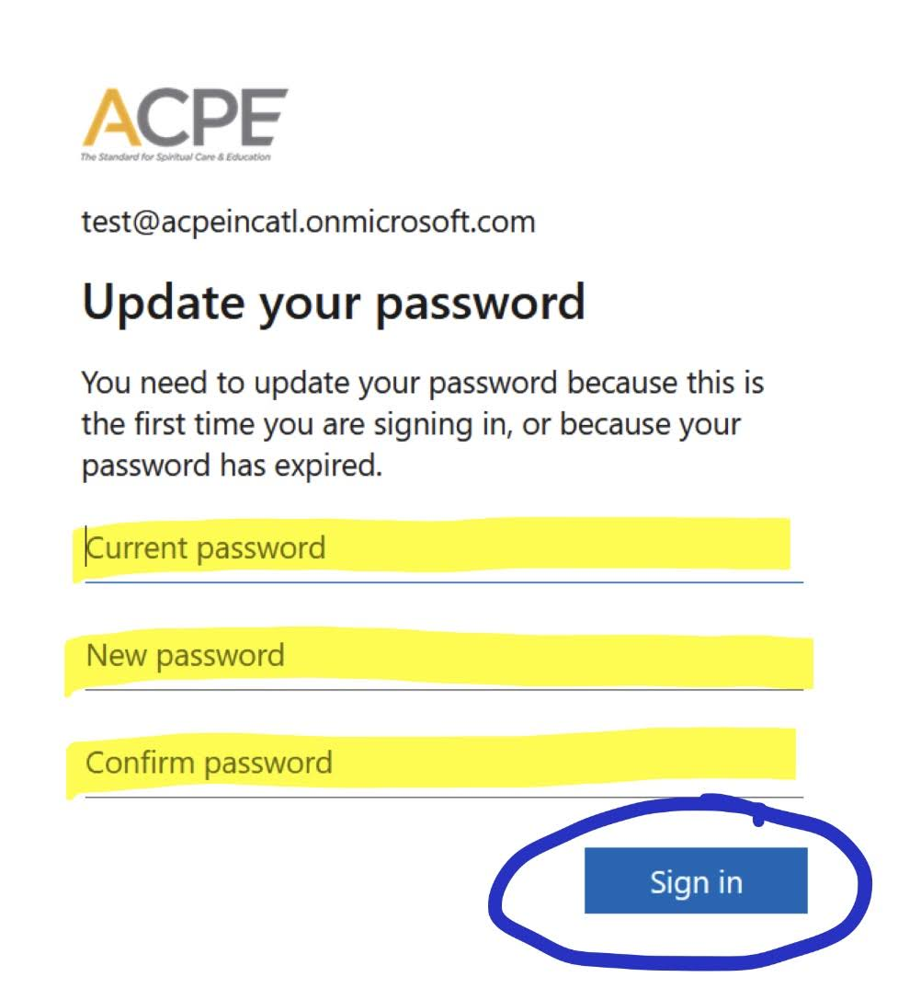 ACPE
The Standard for Spiritual Care & Education
test@acpeincatl.onmicrosoft.com
Update your password
You need to update your password because this is
the first time you are signing in, or because your
password has expired.
Current password
New password
Confirm password
Sign in